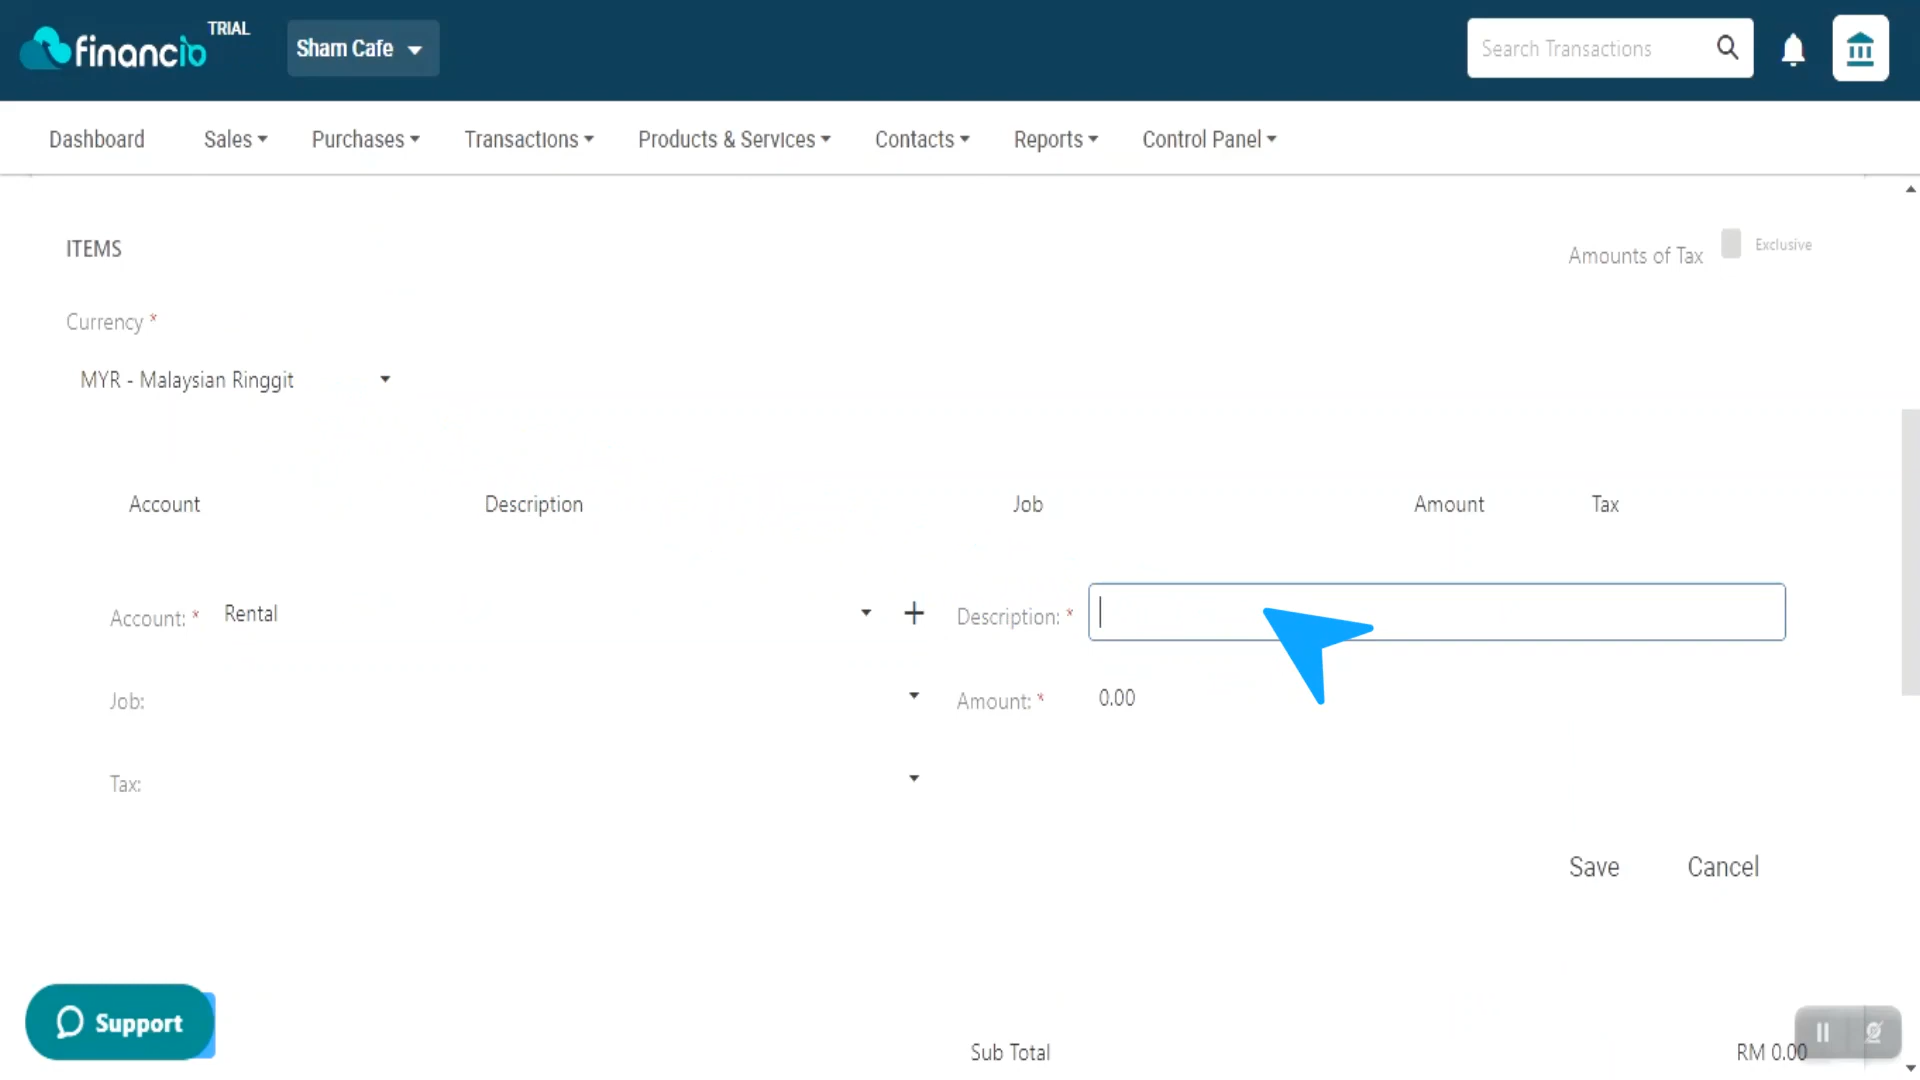 financio TRIAL
Sham Cafe
Search Transactions
Dashboard Sales Purchases Transactions Products & Services Contacts Reports Control Panel
ITEMS
Amounts of Tax Exclusive
Currency *
MYR - Malaysian Ringgit
Account Description Job Amount Tax
Account: * Rental + Description: *
Job: Amount: * 0.00
Tax:
Save Cancel
Support
Sub Total RM 0.00